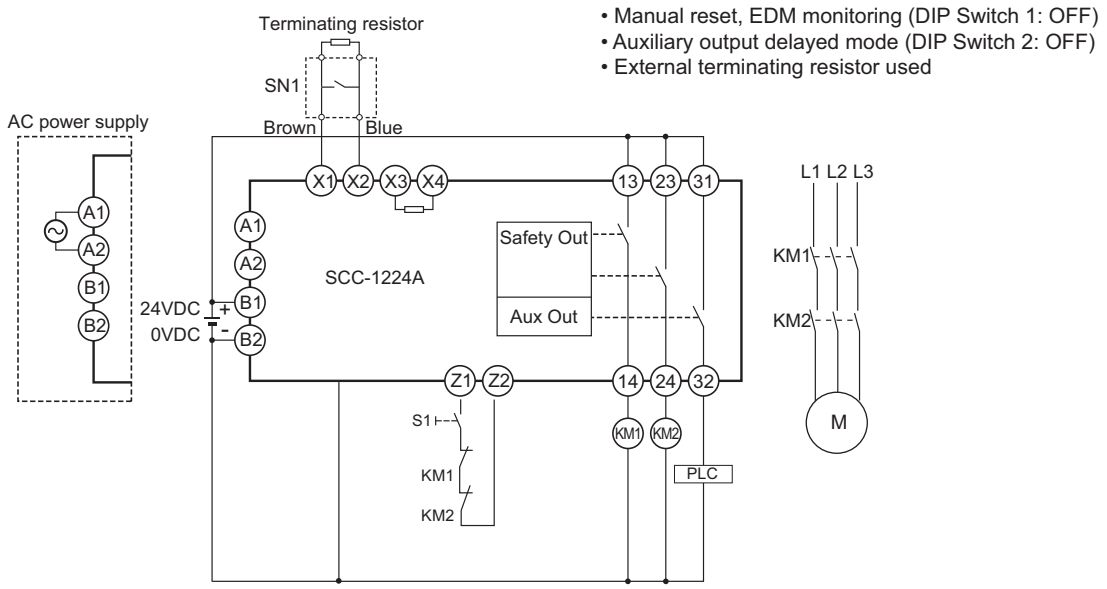 Terminating resistor
• Manual reset, EDM monitoring (DIP Switch 1: OFF)
• Auxiliary output delayed mode (DIP Switch 2: OFF)
• External terminating resistor used
SN1
Brown
Blue
AC power supply
X1 X2 X3 X4
13 23 31
L1 L2 L3
A1
A2
B1
B2
A1
A2
B1
B2
24VDC +
0VDC -
SCC-1224A
Safety Out
Aux Out
KM1
KM2
M
Z1 Z2
14 24 32
S1
KM1
KM2
KM1 KM2
PLC